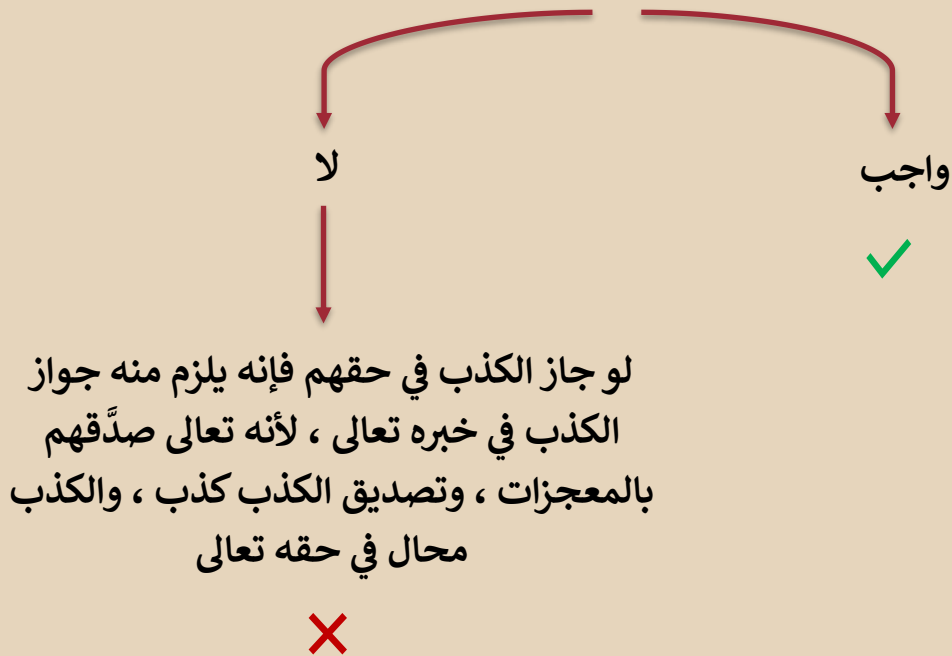 واجب
لا
لو جاز الكذب في حقهم فإنه يلزم منه جواز
الكذب في خبره تعالى ، لأنه تعالى صدَّقهم
بالمعجزات ، وتصديق الكذب كذب ، والكذب
محال في حقه تعالى